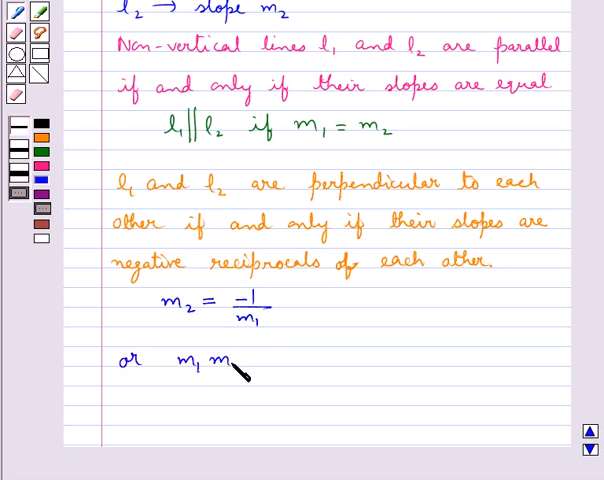 l₂ → slope m₂
Non-vertical lines l₁ and l₂ are parallel
if and only if their slopes are equal
l₁ || l₂ if m₁ = m₂
l₁ and l₂ are perpendicular to each
other if and only if their slopes are
negative reciprocals of each other.
m₂ = -1/m₁
or m₁ m